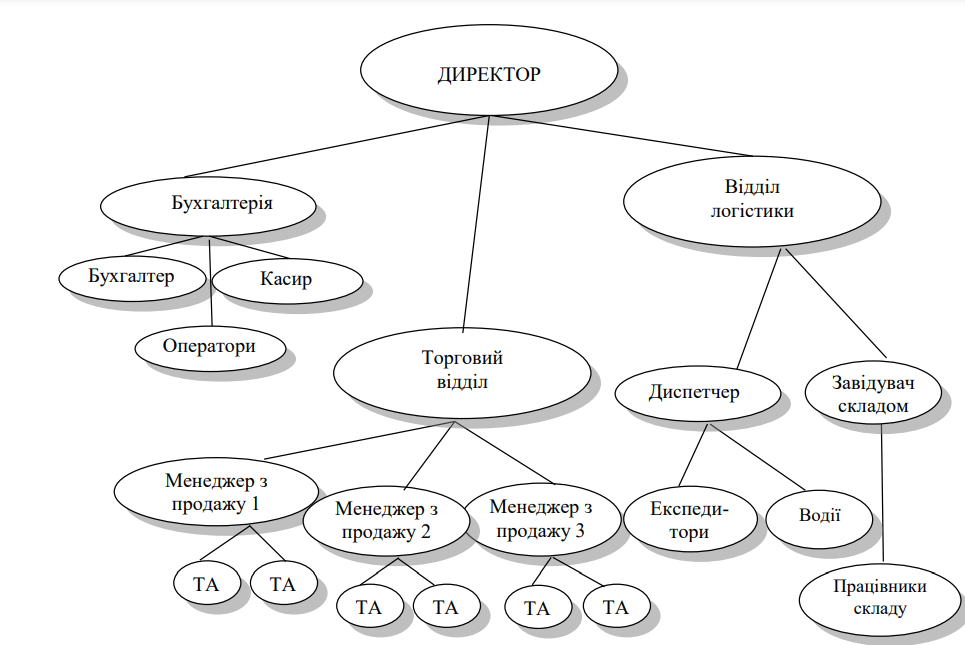 ДИРЕКТОР
Бухгалтерія
Відділ
логістики
Бухгалтер
Касир
Оператори
Торговий
відділ
Диспетчер
Завідувач
складом
Менеджер з
продажу 1
Менеджер з
продажу 2
Менеджер з
продажу 3
Експеди-
тори
Водії
ТА
ТА
ТА
ТА
ТА
ТА
Працівники
складу